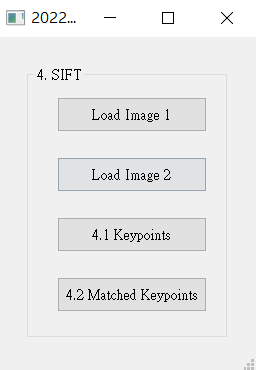 2022...
4. SIFT
Load Image 1
Load Image 2
4.1 Keypoints
4.2 Matched Keypoints